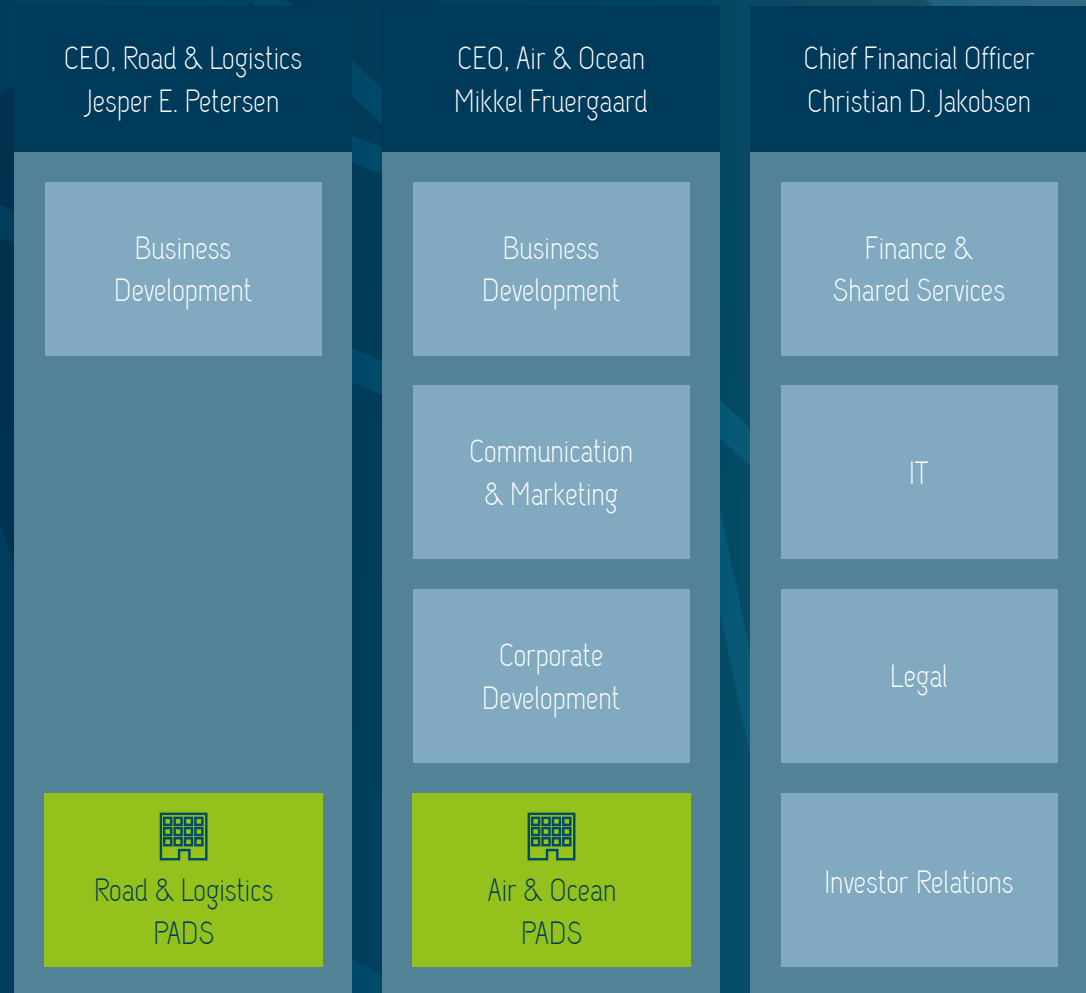 CEO, Road & Logistics
Jesper E. Petersen
Business
Development
Road & Logistics
PADS
CEO, Air & Ocean
Mikkel Fruergaard
Business
Development
Communication
& Marketing
Corporate
Development
Air & Ocean
PADS
Chief Financial Officer
Christian D. Jakobsen
Finance &
Shared Services
IT
Legal
Investor Relations